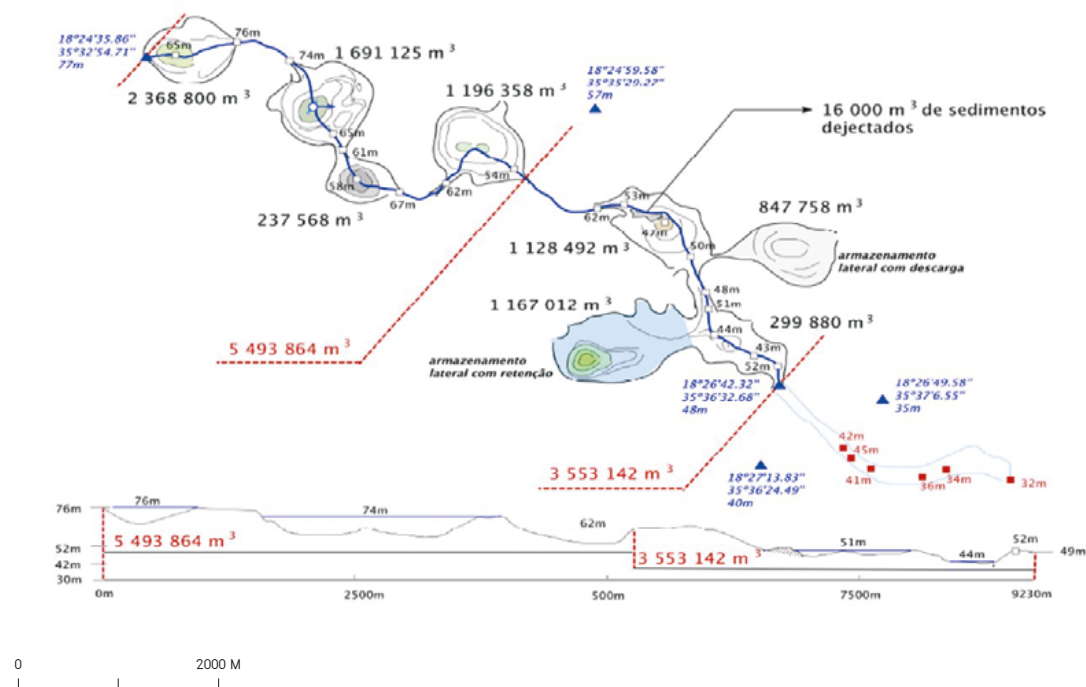 18°24'35.86"
35°32'54.71"
77m
65m
76m
74m
1 691 125 m³
2 368 800 m³
1 196 358 m³
18°24'59.58"
35°35'29.27"
57m
16 000 m³ de sedimentos
dejectados
65m
61m
58m
67m
62m
54m
237 568 m³
62m
53m
47m
50m
847 758 m³
1 128 492 m³
armazenamento
lateral com descarga
48m
51m
1 167 012 m³
299 880 m³
44m
43m
52m
5 493 864 m³
armazenamento
lateral com retenção
18°26'42.32"
35°36'32.68"
48m
18°26'49.58"
35°37'6.55"
35m
42m
45m
41m
36m
34m
32m
3 553 142 m³
18°27'13.83"
35°36'24.49"
40m
76m
76m
74m
62m
5 493 864 m³
3 553 142 m³
51m
52m
49m
44m
52m
42m
30m
0m
2500m
500m
7500m
9230m
0
2000 M